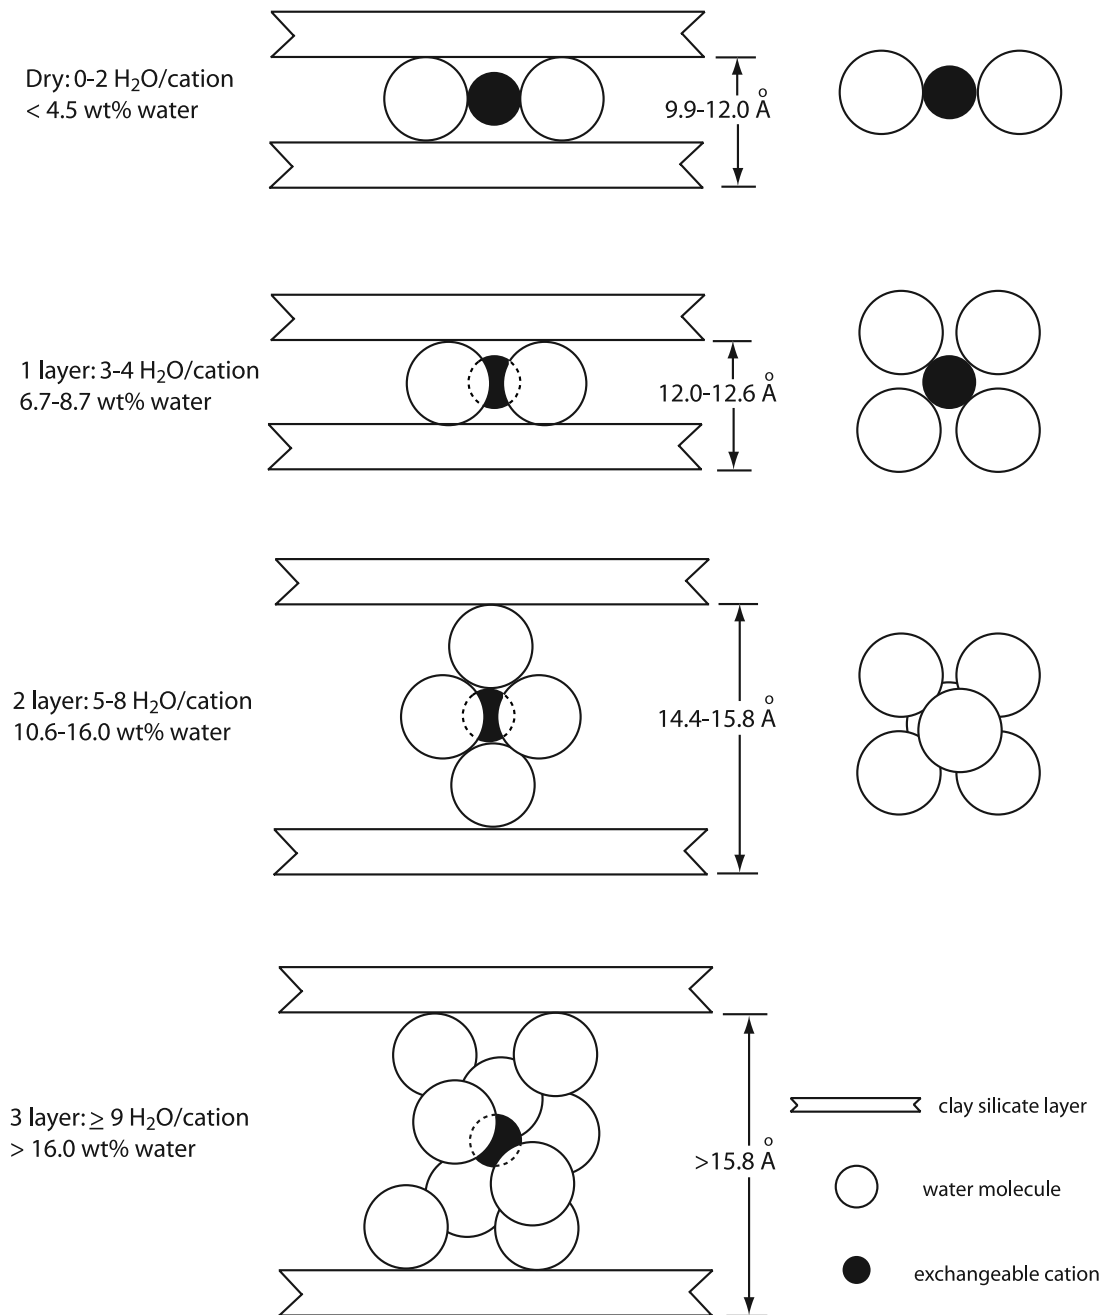 Dry: 0-2 H₂O/cation
< 4.5 wt% water
9.9-12.0 Å
1 layer: 3-4 H₂O/cation
6.7-8.7 wt% water
12.0-12.6 Å
2 layer: 5-8 H₂O/cation
10.6-16.0 wt% water
14.4-15.8 Å
3 layer: ≥ 9 H₂O/cation
> 16.0 wt% water
>15.8 Å
clay silicate layer
water molecule
exchangeable cation